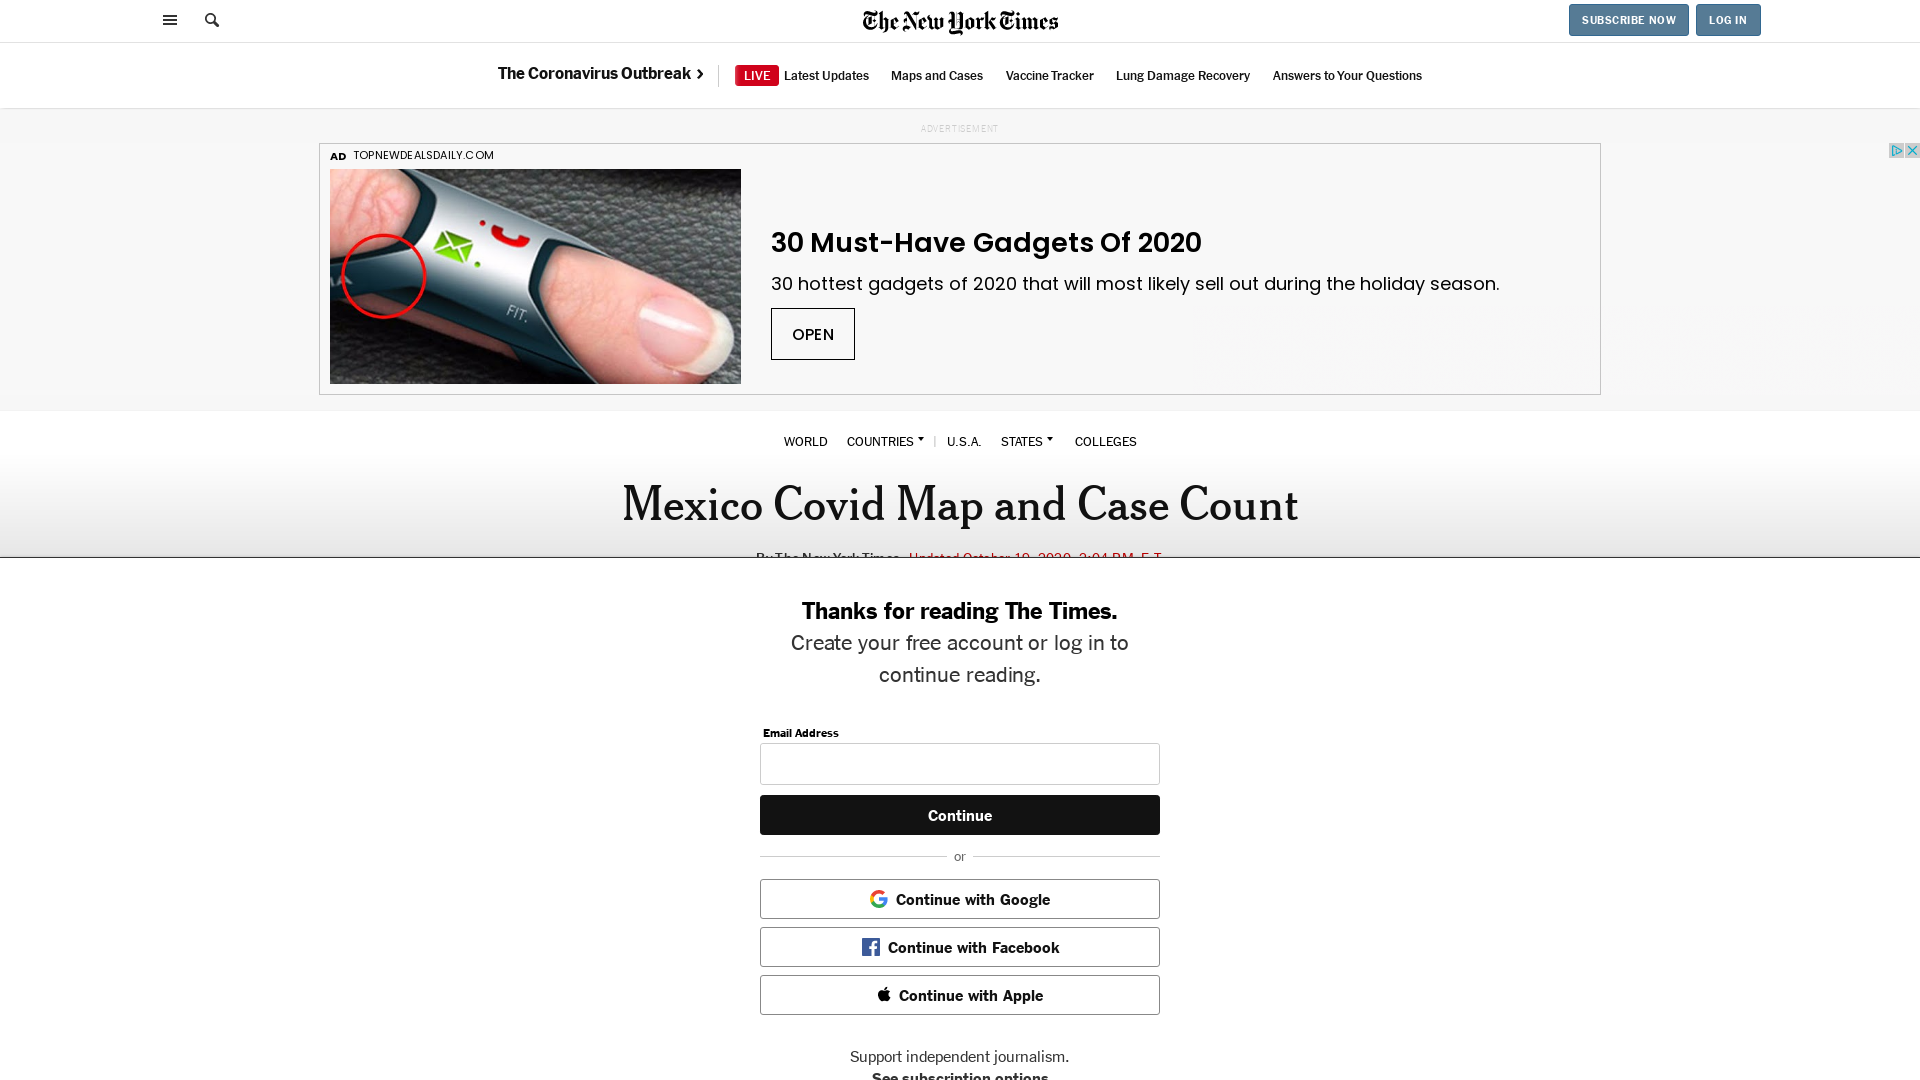 The New York Times
SUBSCRIBE NOW
LOG IN
The Coronavirus Outbreak
LIVE Latest Updates
Maps and Cases
Vaccine Tracker
Lung Damage Recovery
Answers to Your Questions
ADVERTISEMENT
AD TOPNEWDEALSDAILY.COM
FIT.
30 Must-Have Gadgets Of 2020
30 hottest gadgets of 2020 that will most likely sell out during the holiday season.
OPEN
WORLD COUNTRIES | U.S.A. STATES COLLEGES
Mexico Covid Map and Case Count
By The New York Times Updated October 19, 2020, 2:04 P.M. E.T.
Thanks for reading The Times.
Create your free account or log in to
continue reading.
Email Address
Continue
or
Continue with Google
Continue with Facebook
Continue with Apple
Support independent journalism.
See subscription options